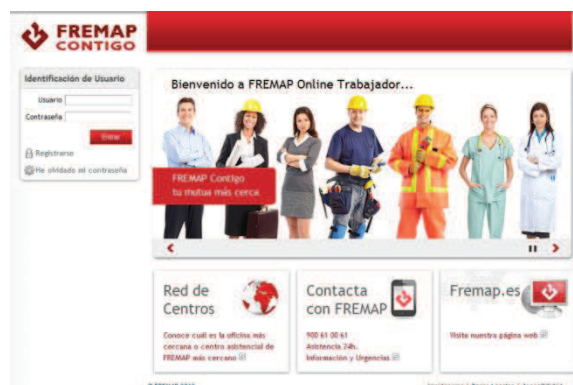 FREMAP
CONTIGO
Identificación de Usuario
Usuario
Contraseña
Entrar
Registrarse
He olvidado mi contraseña
Bienvenido a FREMAP Online Trabajador...
FREMAP Contigo
tu mutua más cerca
Red de
Centros
Conoce cuál es la oficina más
cercana o centro asistencial de
FREMAP más cercano
Contacta
con FREMAP
900 61 00 61
Asistencia 24h.
Información y Urgencias
Fremap.es
Visita nuestra página web